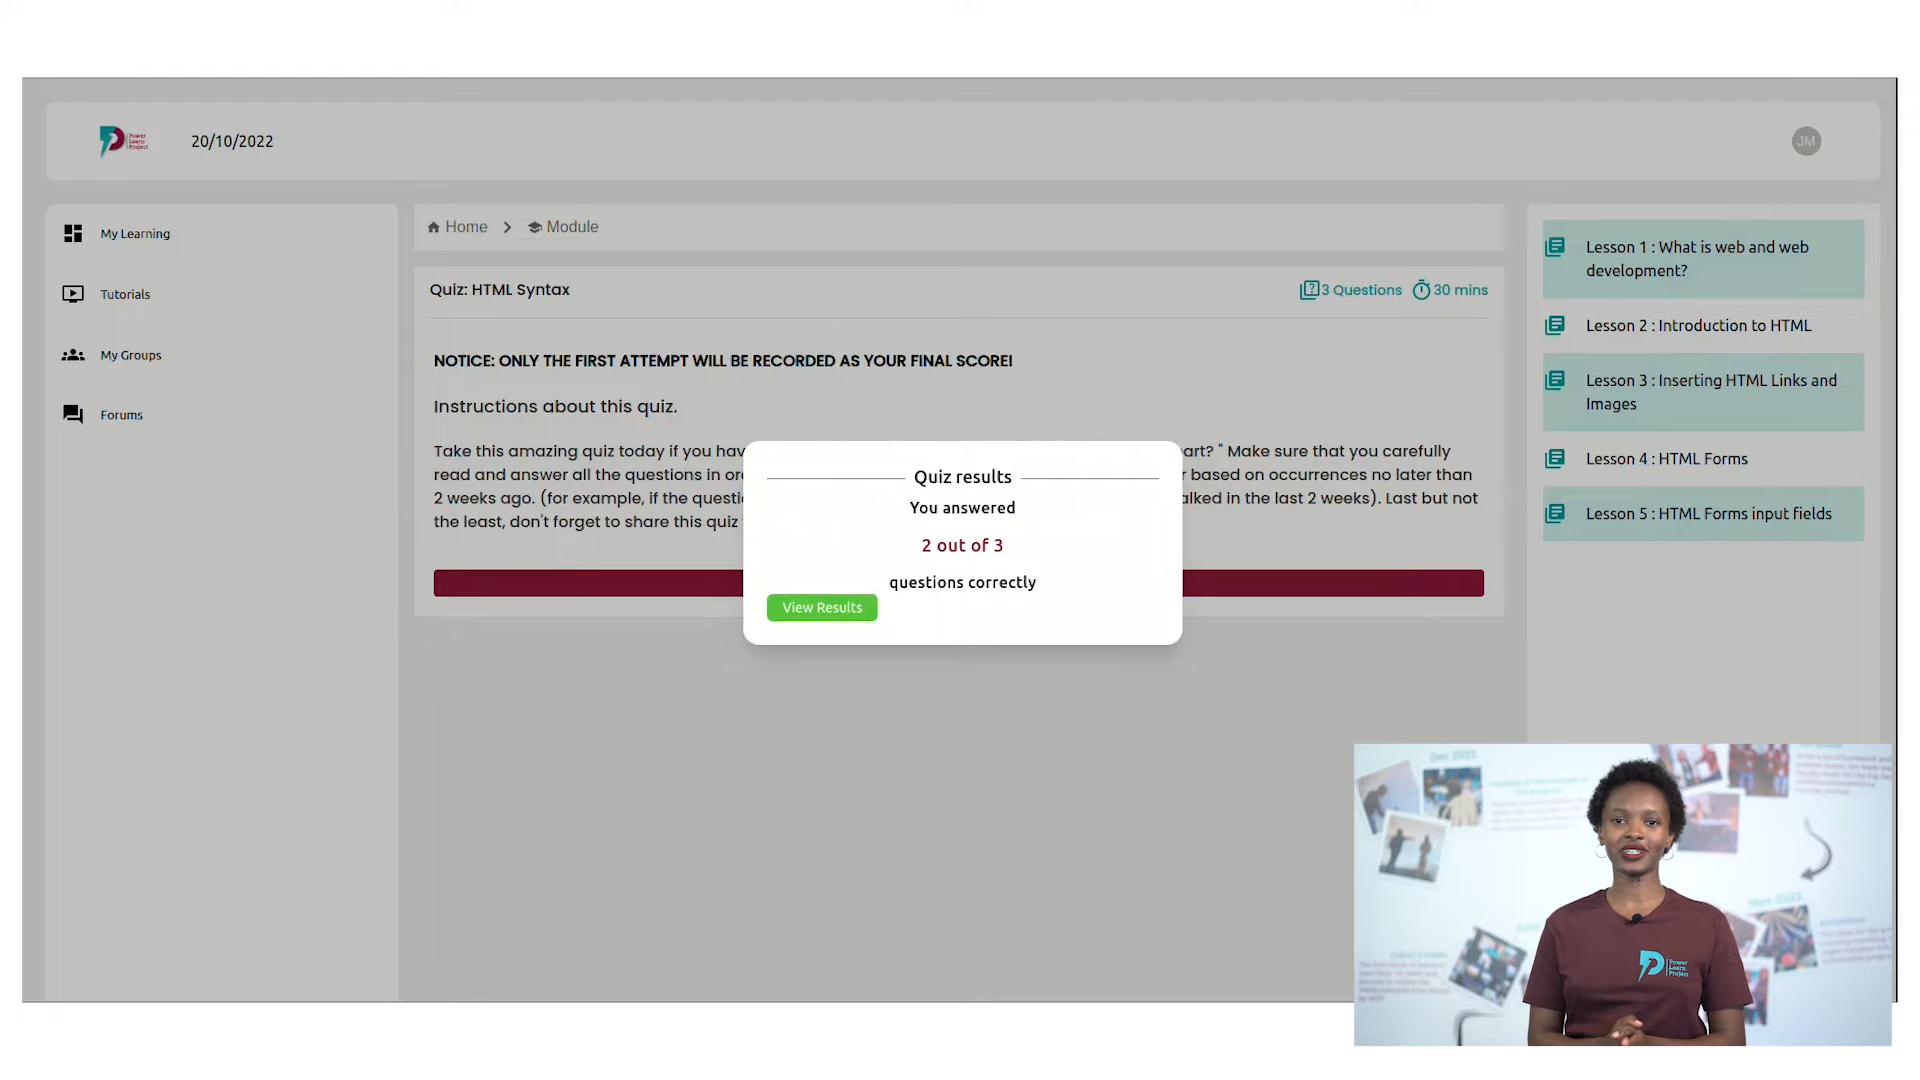 Power
Learn
Project
20/10/2022
JM
My Learning
Tutorials
My Groups
Forums
Home
Module
Quiz: HTML Syntax
3 Questions
30 mins
NOTICE: ONLY THE FIRST ATTEMPT WILL BE RECORDED AS YOUR FINAL SCORE!
Instructions about this quiz.
Take this amazing quiz today if you hav art? " Make sure that you carefully
read and answer all the questions in or based on occurrences no later than
2 weeks ago. (for example, if the questi alked in the last 2 weeks). Last but not
the least, don't forget to share this quiz
Quiz results
You answered
2 out of 3
questions correctly
View Results
Lesson 1 : What is web and web
development?
Lesson 2 : Introduction to HTML
Lesson 3 : Inserting HTML Links and
Images
Lesson 4 : HTML Forms
Lesson 5 : HTML Forms input fields
Power
Learn
Project